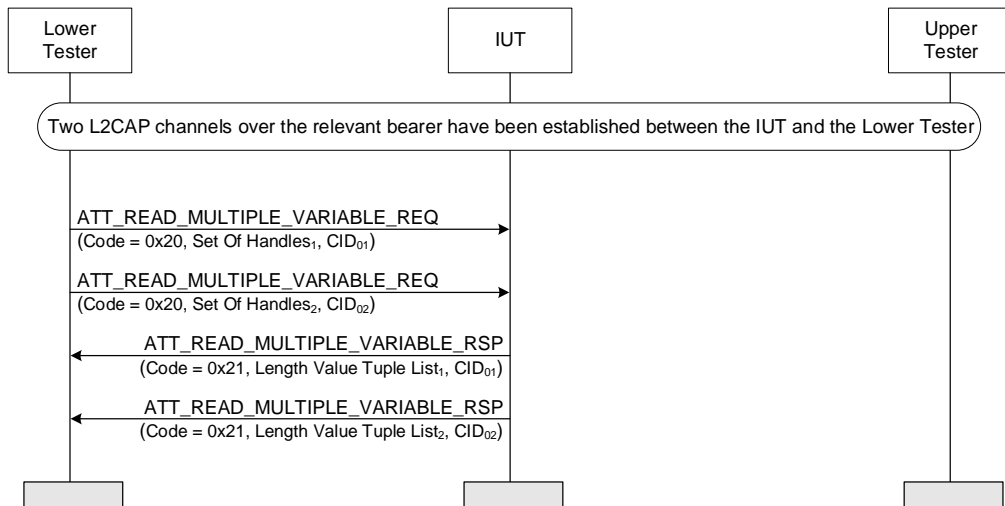 Lower
Tester
IUT
Upper
Tester
Two L2CAP channels over the relevant bearer have been established between the IUT and the Lower Tester
ATT_READ_MULTIPLE_VARIABLE_REQ
(Code = 0x20, Set Of Handles₁, CID₀₁)
ATT_READ_MULTIPLE_VARIABLE_REQ
(Code = 0x20, Set Of Handles₂, CID₀₂)
ATT_READ_MULTIPLE_VARIABLE_RSP
(Code = 0x21, Length Value Tuple List₁, CID₀₁)
ATT_READ_MULTIPLE_VARIABLE_RSP
(Code = 0x21, Length Value Tuple List₂, CID₀₂)